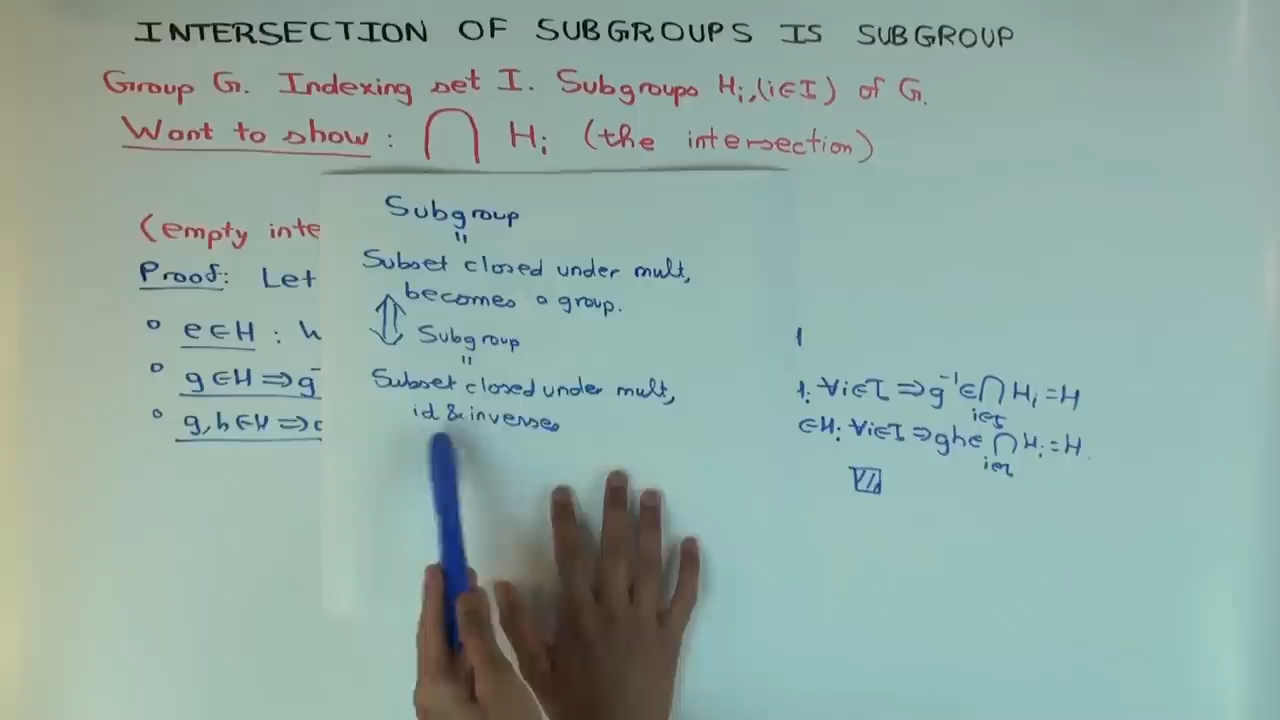 INTERSECTION OF SUBGROUPS IS SUBGROUP
Group G. Indexing set I. Subgroups Hᵢ, (i∈I) of G.
Want to show: ⋂ Hᵢ (the intersection)
(empty inte
Proof: Let
° e∈H :
° g∈H ⇒ g⁻
° g,h∈H ⇒
Subgroup
"
Subset closed under mult,
becomes a group.
⇕ Subgroup
"
Subset closed under mult,
id & inverses
∀i∈I ⇒ g⁻¹∈⋂ Hᵢ = H
i∈I
∈Hᵢ ∀i∈I ⇒ gh∈ ⋂ Hᵢ = H.
i∈I